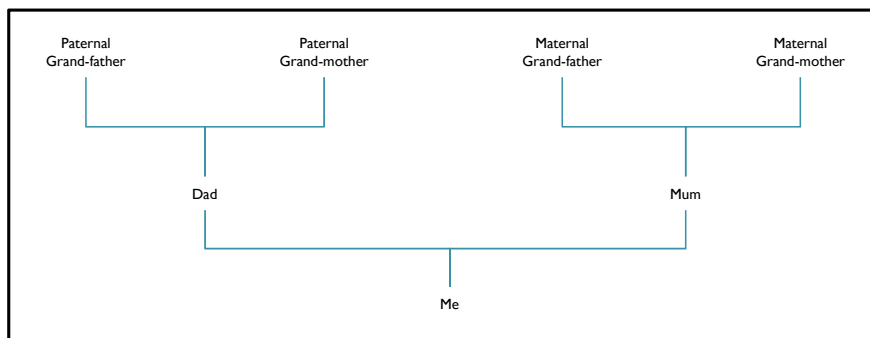 Paternal
Grand-father
Paternal
Grand-mother
Maternal
Grand-father
Maternal
Grand-mother
Dad
Mum
Me